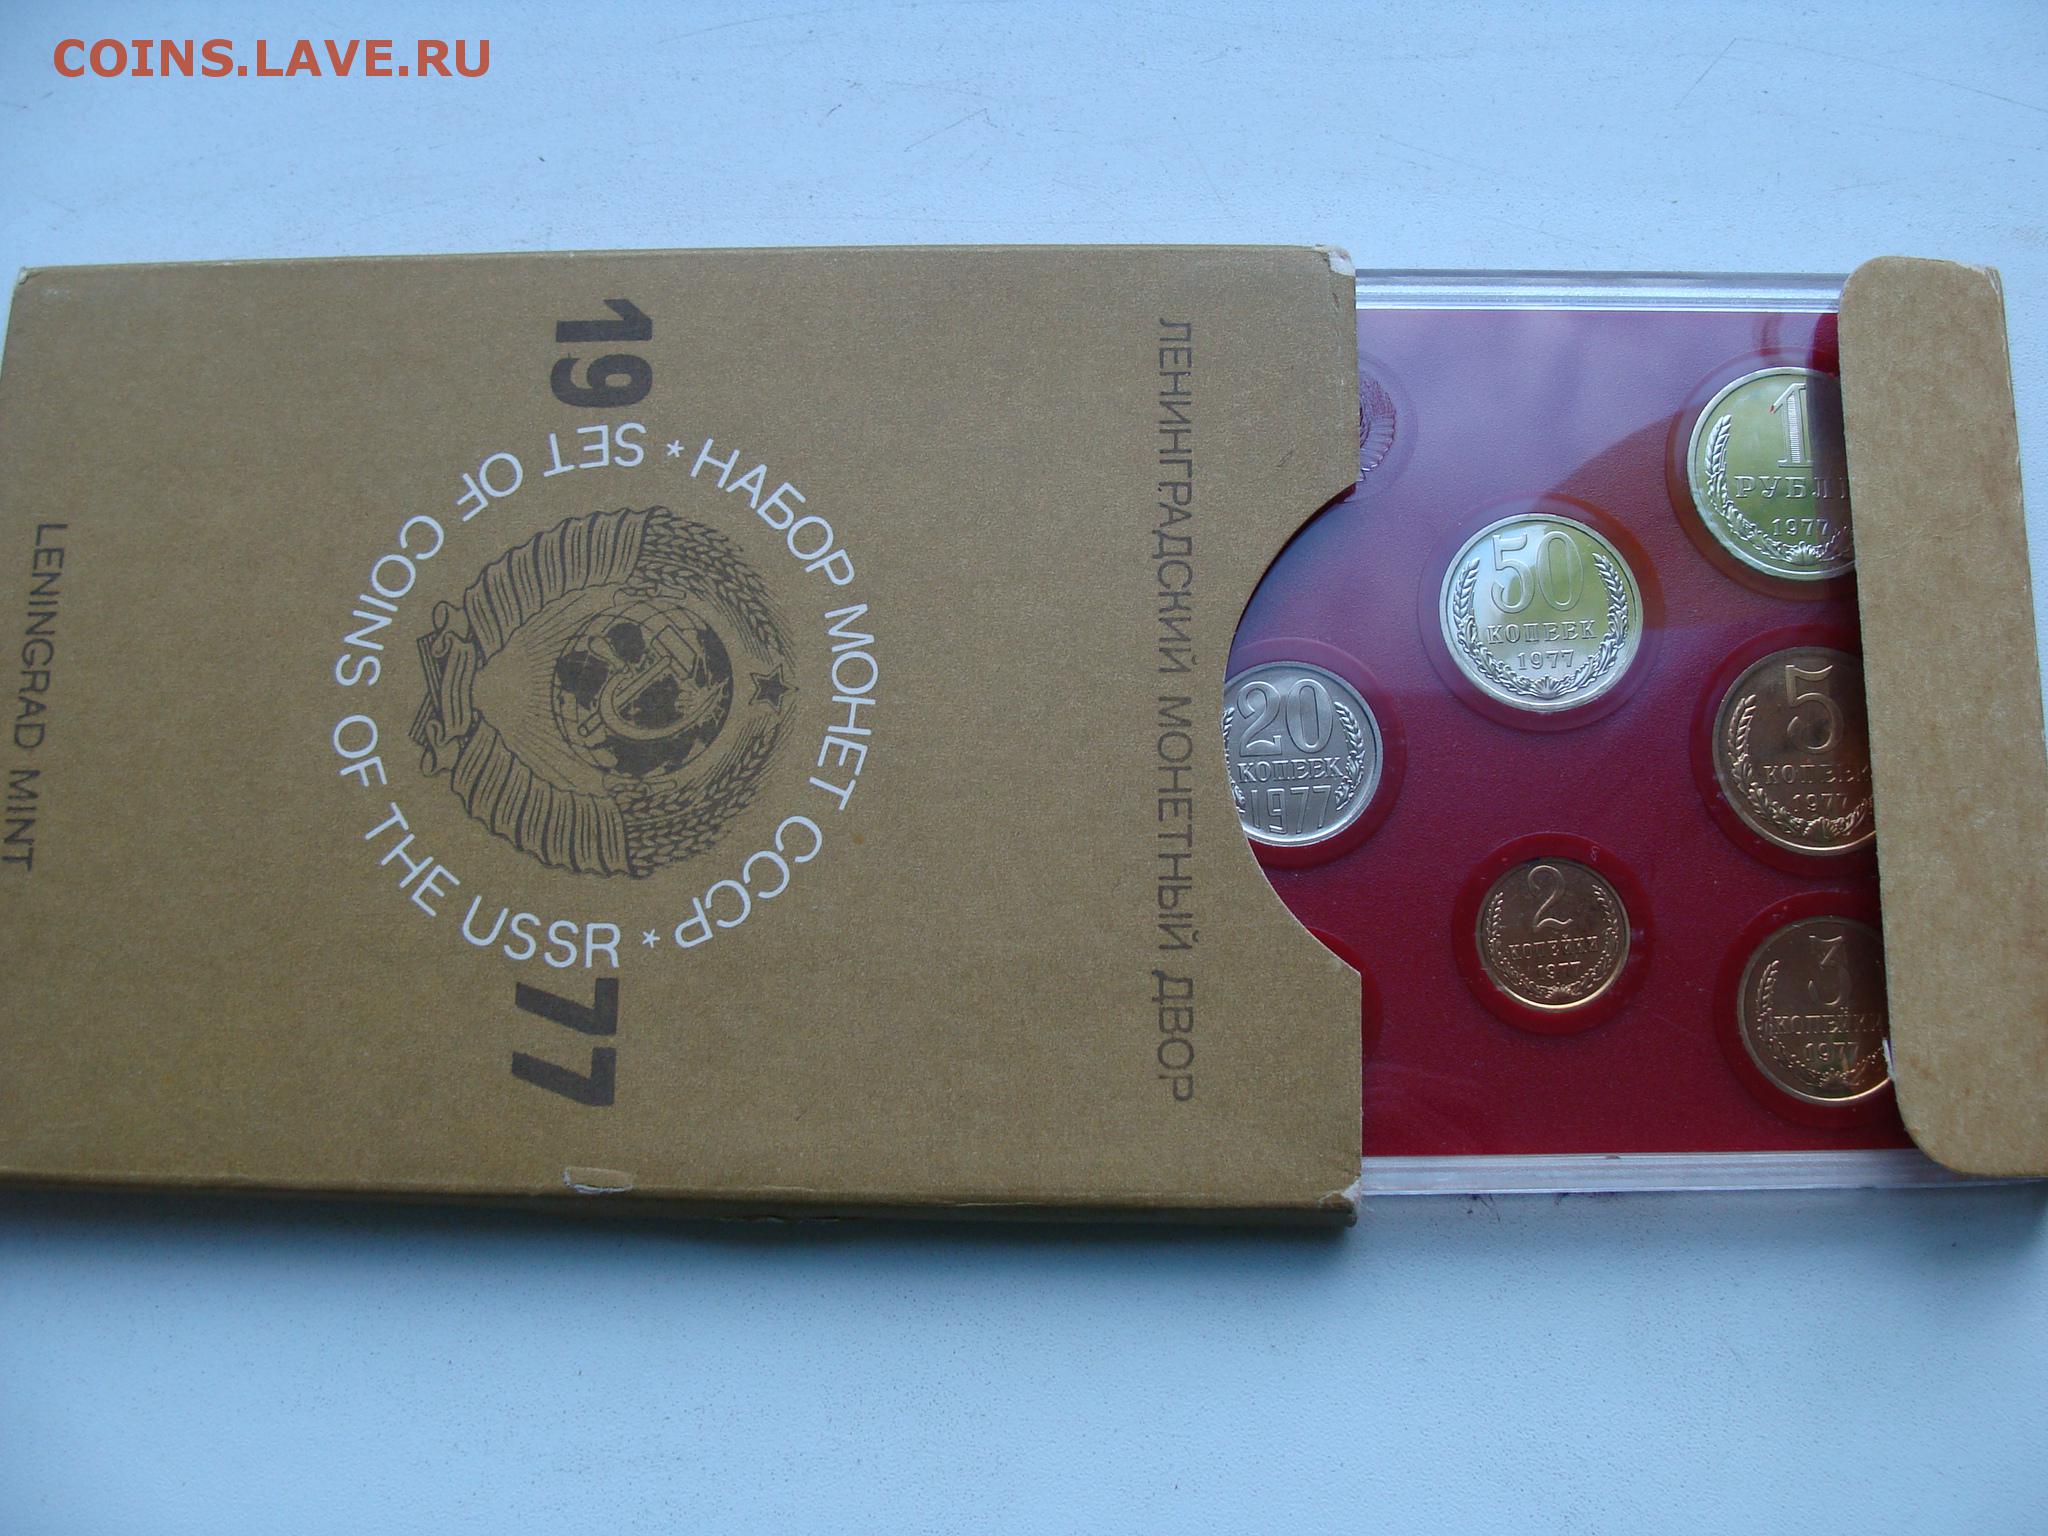 COINS.LAVE.RU
ЛЕНИНГРАДСКИЙ МОНЕТНЫЙ ДВОР
19 77
* НАБОР МОНЕТ СССР *
SET OF COINS OF THE USSR
LENINGRAD MINT
1
РУБЛ
1977
50
КОПЕЕК
1977
20
КОПЕЕК
1977
5
КОПЕЕК
1977
2
КОПЕЙКИ
1977
3
КОПЕЙКИ
1977